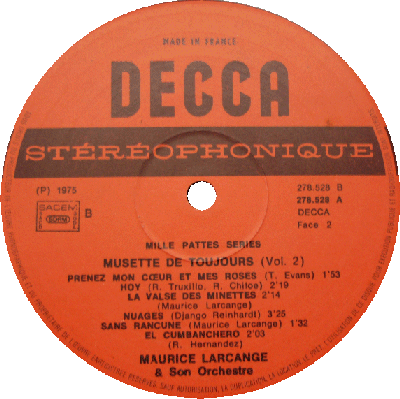 MADE IN FRANCE
DECCA
STÉRÉOPHONIQUE
(P) 1975
SACEM
B
278.528 B
278.528 A
DECCA
Face 2
MILLE PATTES SERIES
MUSETTE DE TOUJOURS (Vol. 2)
PRENEZ MON CŒUR ET MES ROSES (T. Evans) 1'53
HOY (R. Truxillo, R. Chiloe) 2'19
LA VALSE DES MINETTES 2'14
(Maurice Larcange)
NUAGES (Django Reinhardt) 3'25
SANS RANCUNE (Maurice Larcange) 1'32
EL CUMBANCHERO 2'03
(R. Hernandez)
MAURICE LARCANGE
& Son Orchestre